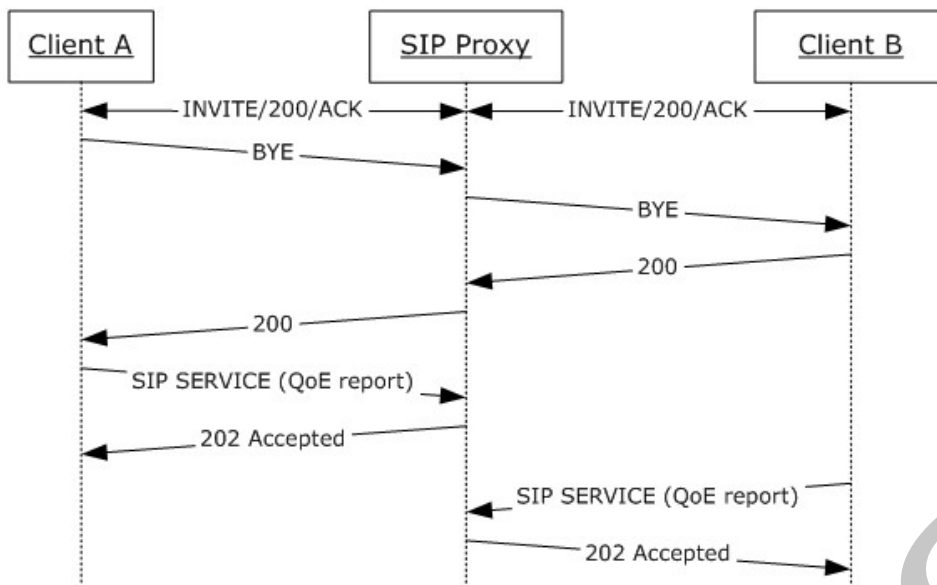 Client A
SIP Proxy
Client B
INVITE/200/ACK
INVITE/200/ACK
BYE
BYE
200
200
SIP SERVICE (QoE report)
202 Accepted
SIP SERVICE (QoE report)
202 Accepted